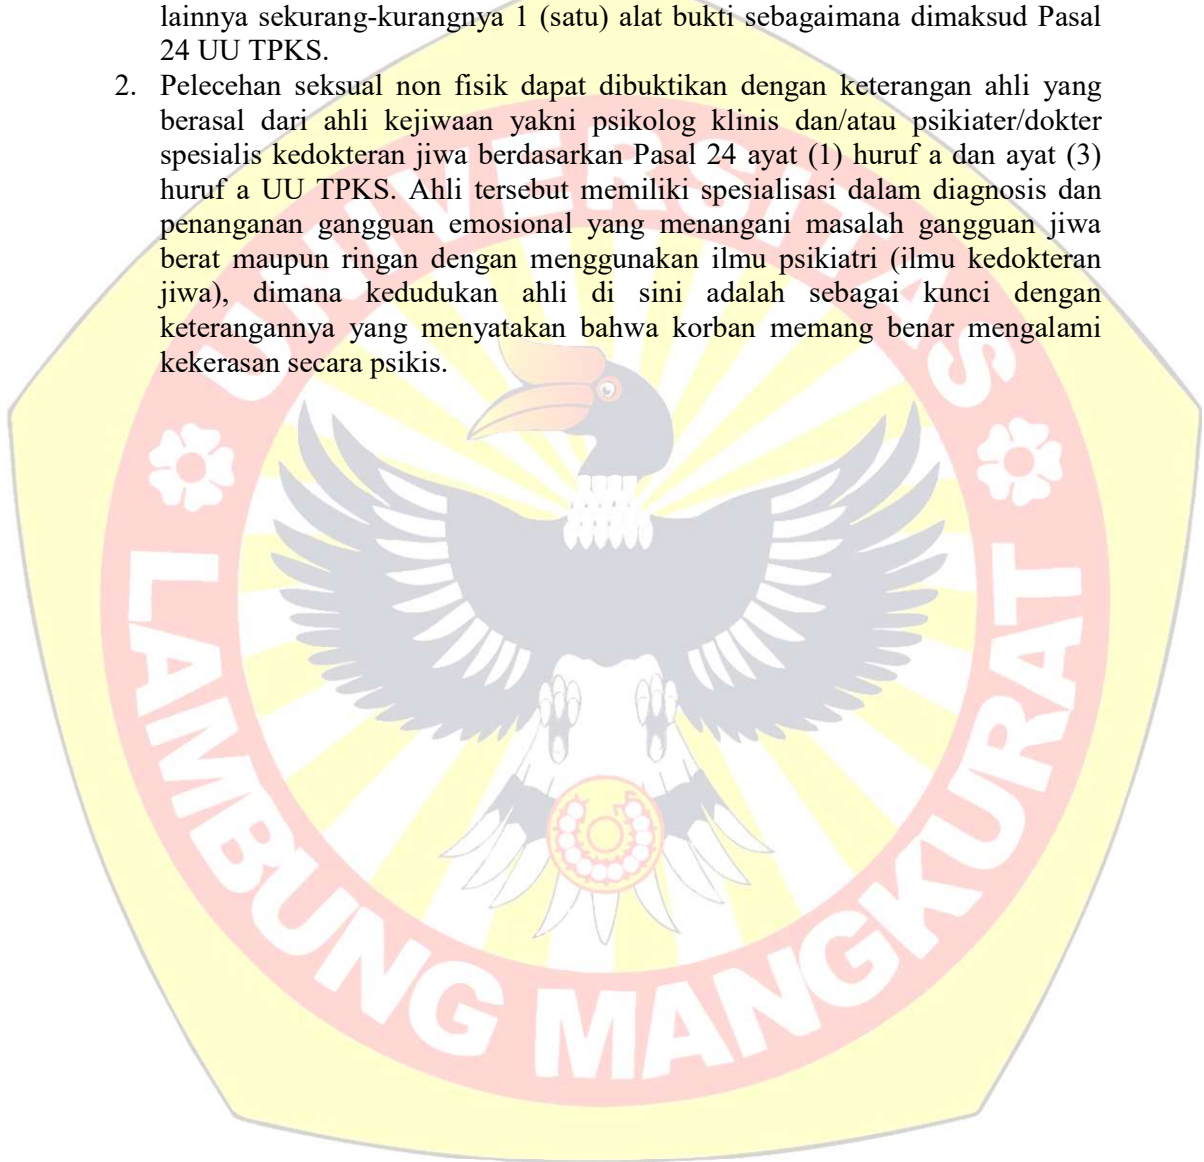 lainnya sekurang-kurangnya 1 (satu) alat bukti sebagaimana dimaksud Pasal
24 UU TPKS.
2. Pelecehan seksual non fisik dapat dibuktikan dengan keterangan ahli yang
berasal dari ahli kejiwaan yakni psikolog klinis dan/atau psikiater/dokter
spesialis kedokteran jiwa berdasarkan Pasal 24 ayat (1) huruf a dan ayat (3)
huruf a UU TPKS. Ahli tersebut memiliki spesialisasi dalam diagnosis dan
penanganan gangguan emosional yang menangani masalah gangguan jiwa
berat maupun ringan dengan menggunakan ilmu psikiatri (ilmu kedokteran
jiwa), dimana kedudukan ahli di sini adalah sebagai kunci dengan
keterangannya yang menyatakan bahwa korban memang benar mengalami
kekerasan secara psikis.
UNIVERSITAS
LAMBUNG MANGKURAT